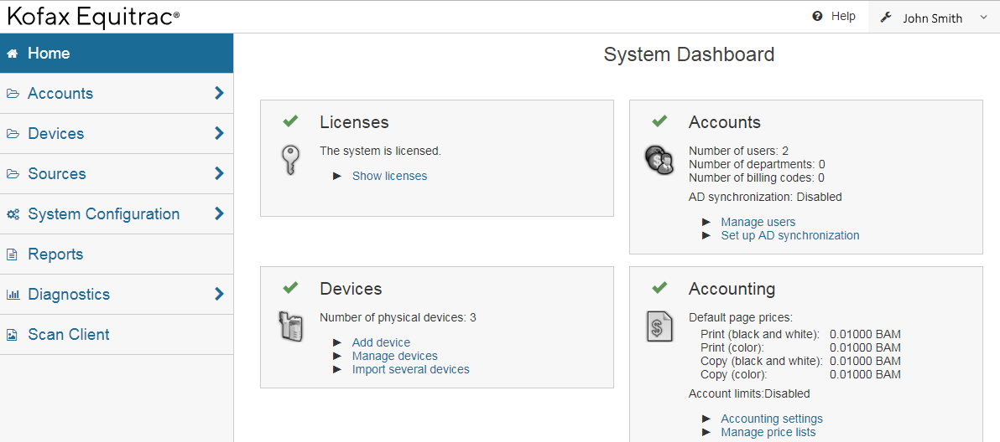 Kofax Equitrac®
Help
John Smith
Home
Accounts
Devices
Sources
System Configuration
Reports
Diagnostics
Scan Client
System Dashboard
Licenses
The system is licensed.
Show licenses
Accounts
Number of users: 2
Number of departments: 0
Number of billing codes: 0
AD synchronization: Disabled
Manage users
Set up AD synchronization
Devices
Number of physical devices: 3
Add device
Manage devices
Import several devices
Accounting
Default page prices:
Print (black and white): 0.01000 BAM
Print (color): 0.01000 BAM
Copy (black and white): 0.01000 BAM
Copy (color): 0.01000 BAM
Account limits:Disabled
Accounting settings
Manage price lists